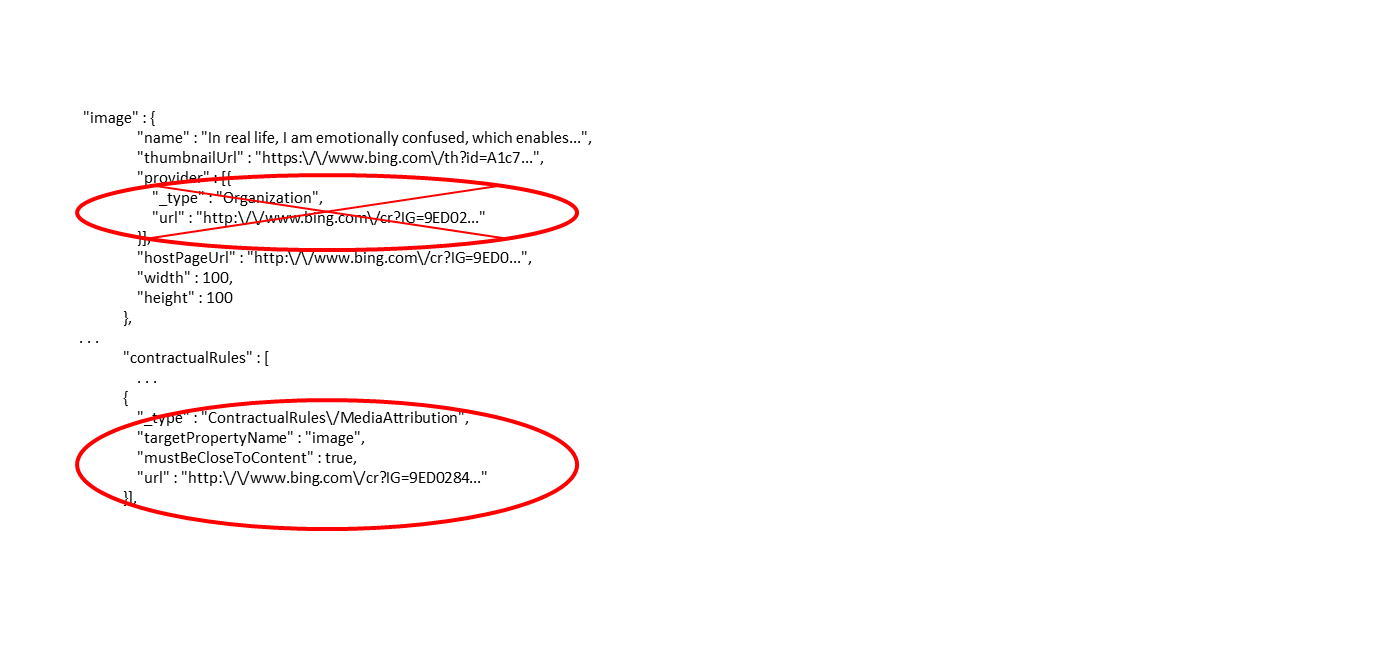 "image" : {
"name" : "In real life, I am emotionally confused, which enables...",
"thumbnailUrl" : "https:\/\/www.bing.com\/th?id=A1c7...",
"provider" : [{
"_type" : "Organization",
"url" : "http:\/\/www.bing.com\/cr?IG=9ED02..."
}],
"hostPageUrl" : "http:\/\/www.bing.com\/cr?IG=9ED0...",
"width" : 100,
"height" : 100
},
. . .
"contractualRules" : [
. . .
{
"_type" : "ContractualRules\/MediaAttribution",
"targetPropertyName" : "image",
"mustBeCloseToContent" : true,
"url" : "http:\/\/www.bing.com\/cr?IG=9ED0284..."
}],